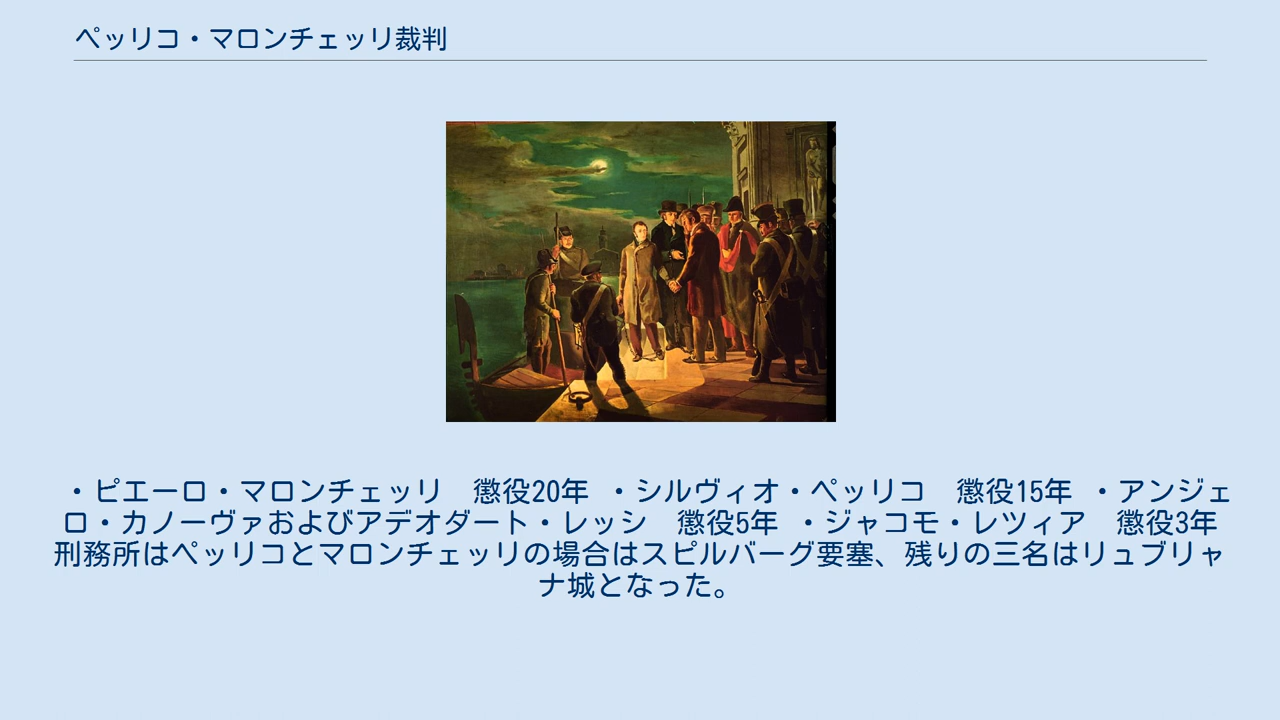 ペッリコ・マロンチェッリ裁判
・ピエーロ・マロンチェッリ　懲役20年 ・シルヴィオ・ペッリコ　懲役15年 ・アンジェ
ロ・カノーヴァおよびアデオダート・レッシ　懲役5年 ・ジャコモ・レツィア　懲役3年
刑務所はペッリコとマロンチェッリの場合はスピルバーグ要塞、残りの三名はリュブリャ
ナ城となった。